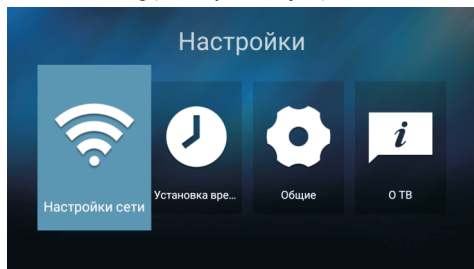 Настройки
Настройки сети
Установка вре...
Общие
О ТВ